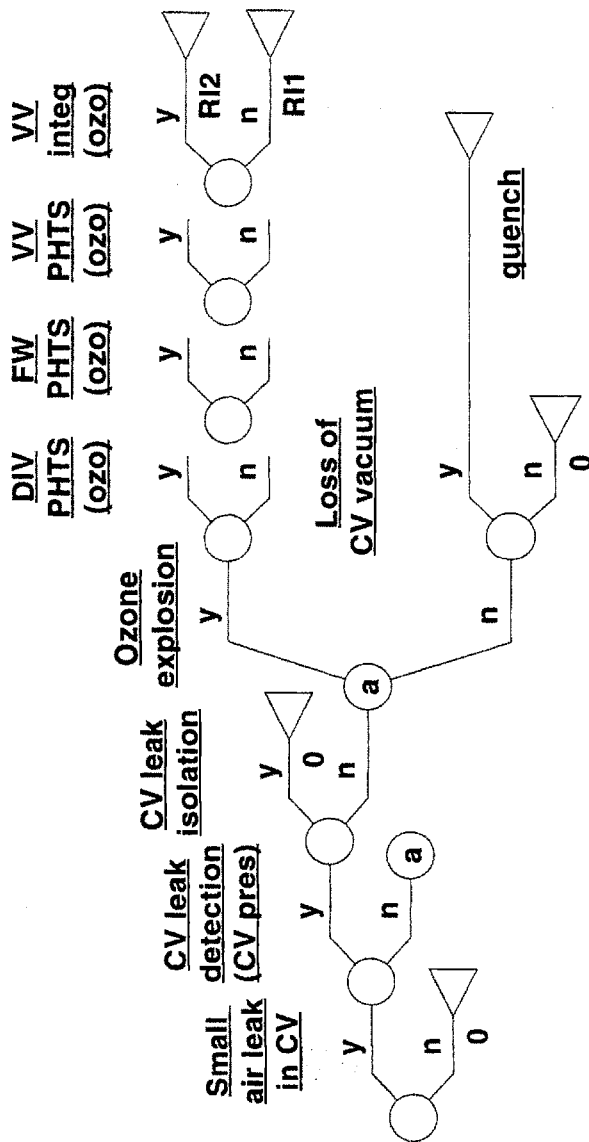 Small
air leak
in CV
y
n
0
CV leak
detection
(CV pres)
y
n
a
CV leak
isolation
y
0
n
a
Ozone
explosion
y
n
DIV
PHTS
(ozo)
y
n
FW
PHTS
(ozo)
y
n
VV
PHTS
(ozo)
y
n
VV
integ
(ozo)
y
RI2
n
RI1
Loss of
CV vacuum
y
n
0
quench